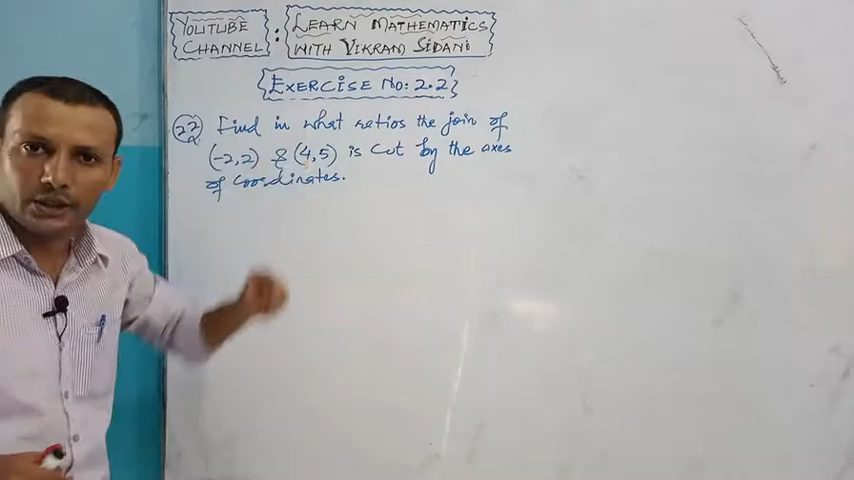 YOUTUBE CHANNEL : LEARN MATHEMATICS WITH VIKRAM SIDANI
EXERCISE No: 2.2
22 Q Find in what ratios the join of
(-2,2) & (4,5) is cut by the axes
of coordinates.